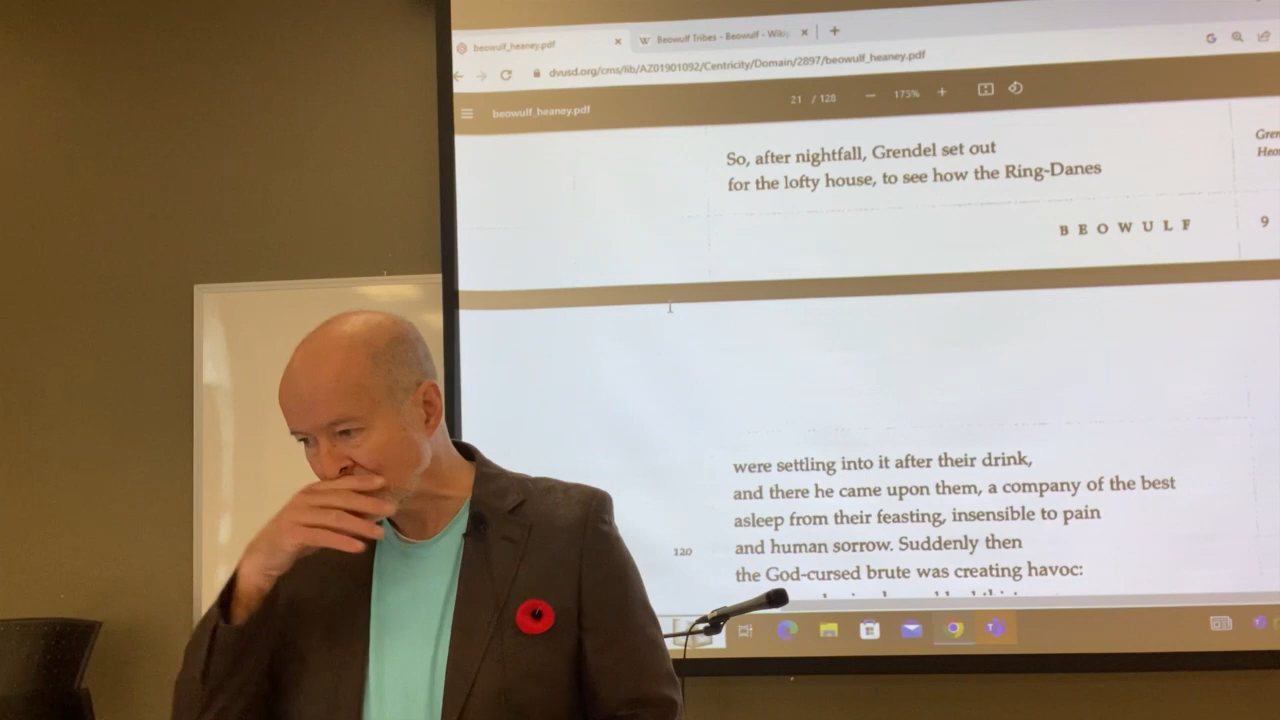 beowulf_heaney.pdf
W Beowulf Tribes - Beowulf - Wiki
dvusd.org/cms/lib/AZ01901092/Centricity/Domain/2897/beowulf_heaney.pdf
beowulf_heaney.pdf
21 / 128
175%
So, after nightfall, Grendel set out
for the lofty house, to see how the Ring-Danes
Gren
Heor
BEOWULF 9
were settling into it after their drink,
and there he came upon them, a company of the best
asleep from their feasting, insensible to pain
120 and human sorrow. Suddenly then
the God-cursed brute was creating havoc: